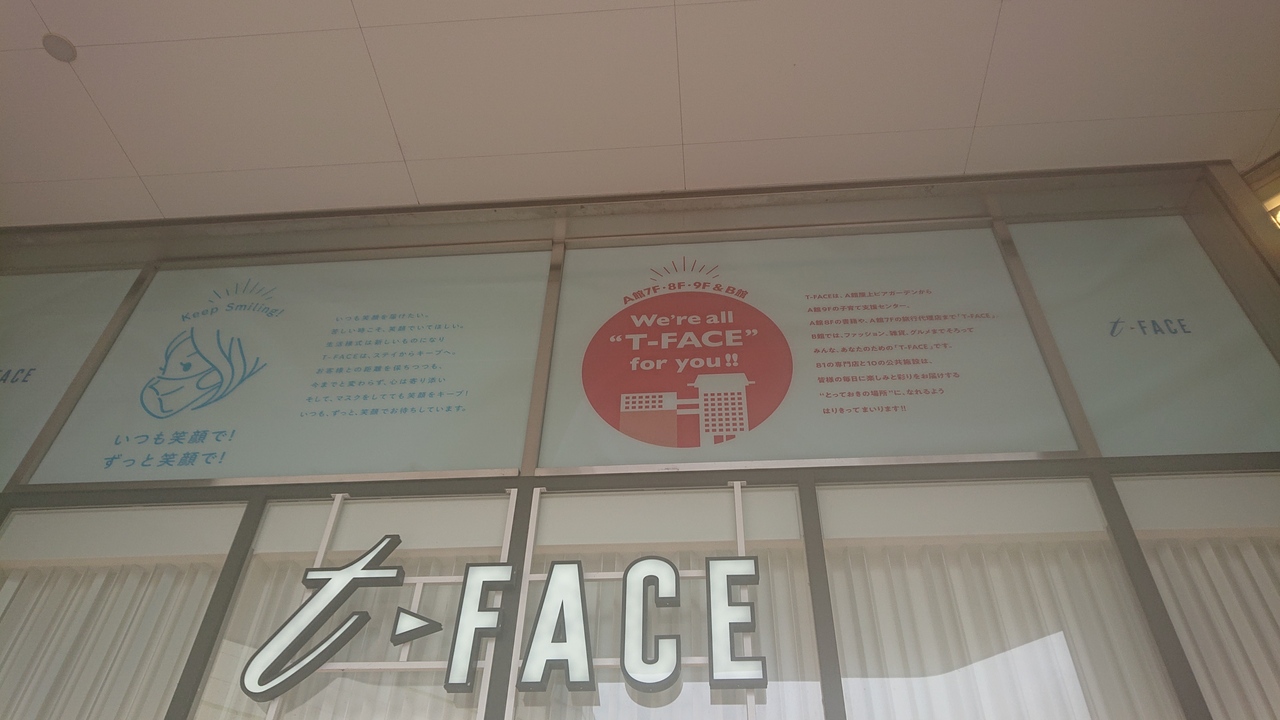 Keep Smiling!
いつも笑顔で!
ずっと笑顔で!
いつも笑顔を届けたい。
苦しい時こそ、笑顔でいてほしい。
生活様式は新しいものになり
T-FACEは、ステイからキープへ。
お客様との距離を保ちつつも、
今までと変わらず、心は寄り添い
そして、マスクをしてても笑顔をキープ!
いつも、ずっと、笑顔でお待ちしています。
A館7F・8F・9F&B館
We're all
“T-FACE”
for you!!
T-FACEは、A館屋上ビアガーデンから
A館9Fの子育て支援センター、
A館8Fの書籍や、A館7Fの旅行代理店まで「T-FACE」。
B館では、ファッション、雑貨、グルメまでそろって
みんな、あなたのための「T-FACE」です。
B1の専門店と1Dの公共施設は、
皆様の毎日に楽しみと彩りをお届けする
“とっておきの場所”に、なれるよう
はりきってまいります!!
t-FACE
ACE
t-FACE